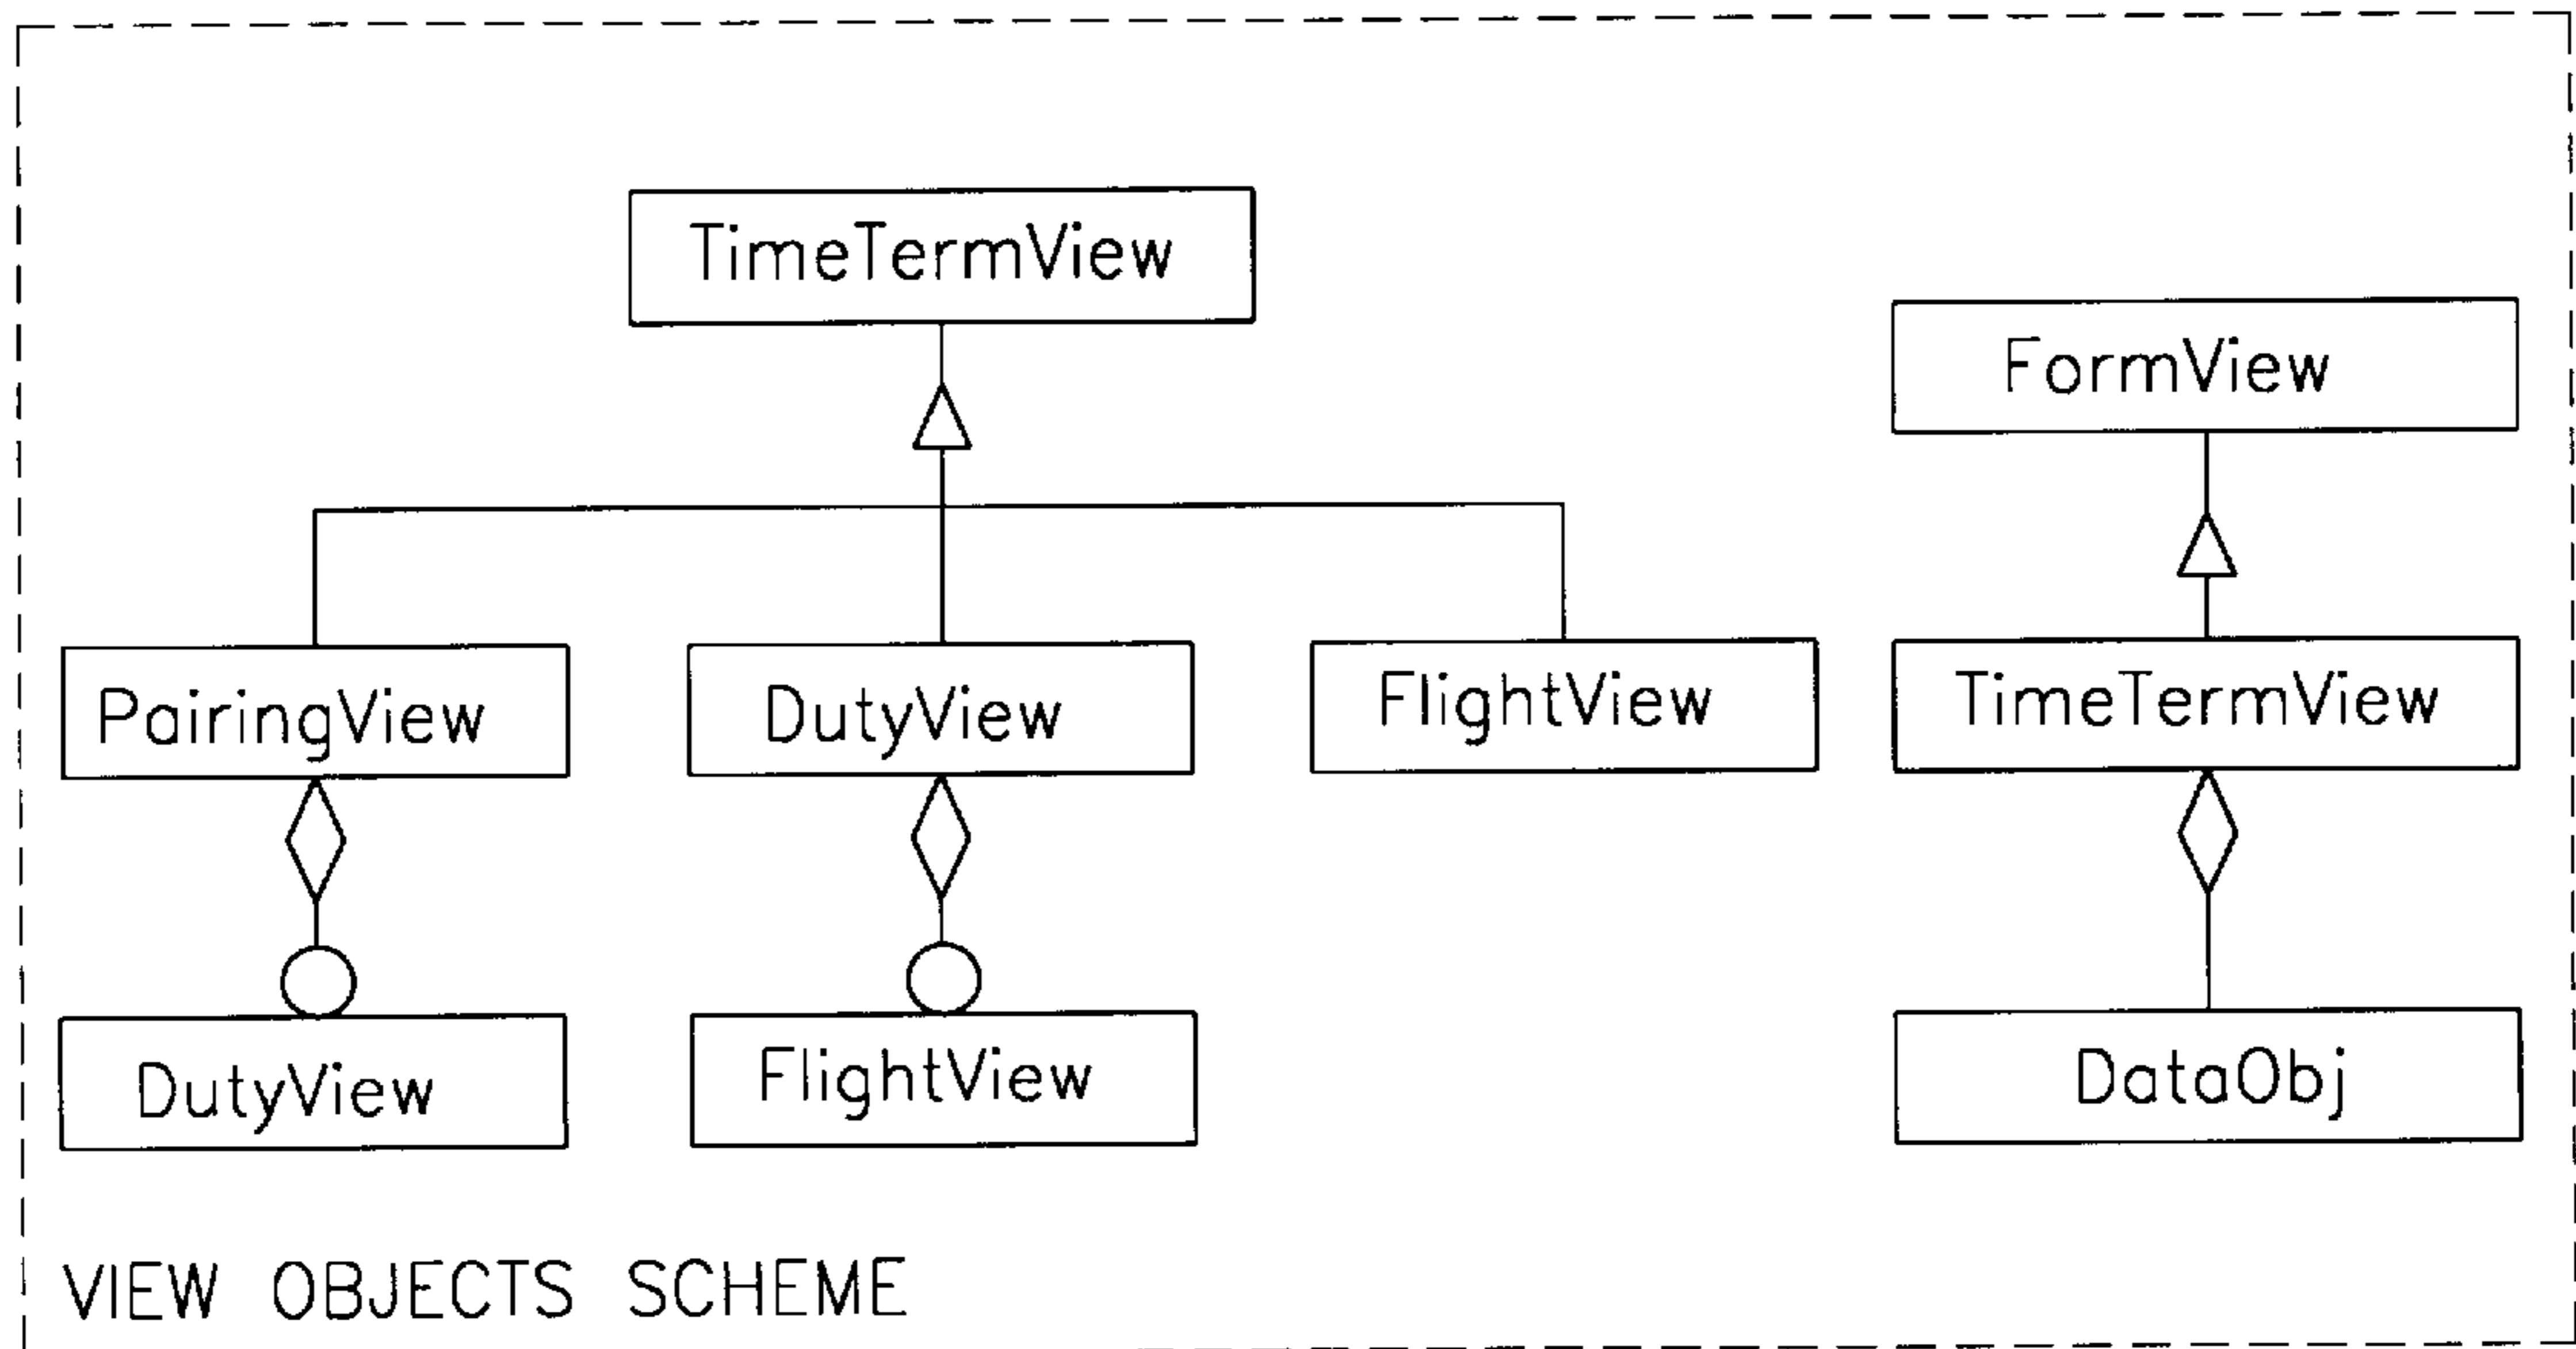 TimeTermView
FormView
PairingView
DutyView
FlightView
TimeTermView
DutyView
FlightView
DataObj
VIEW OBJECTS SCHEME